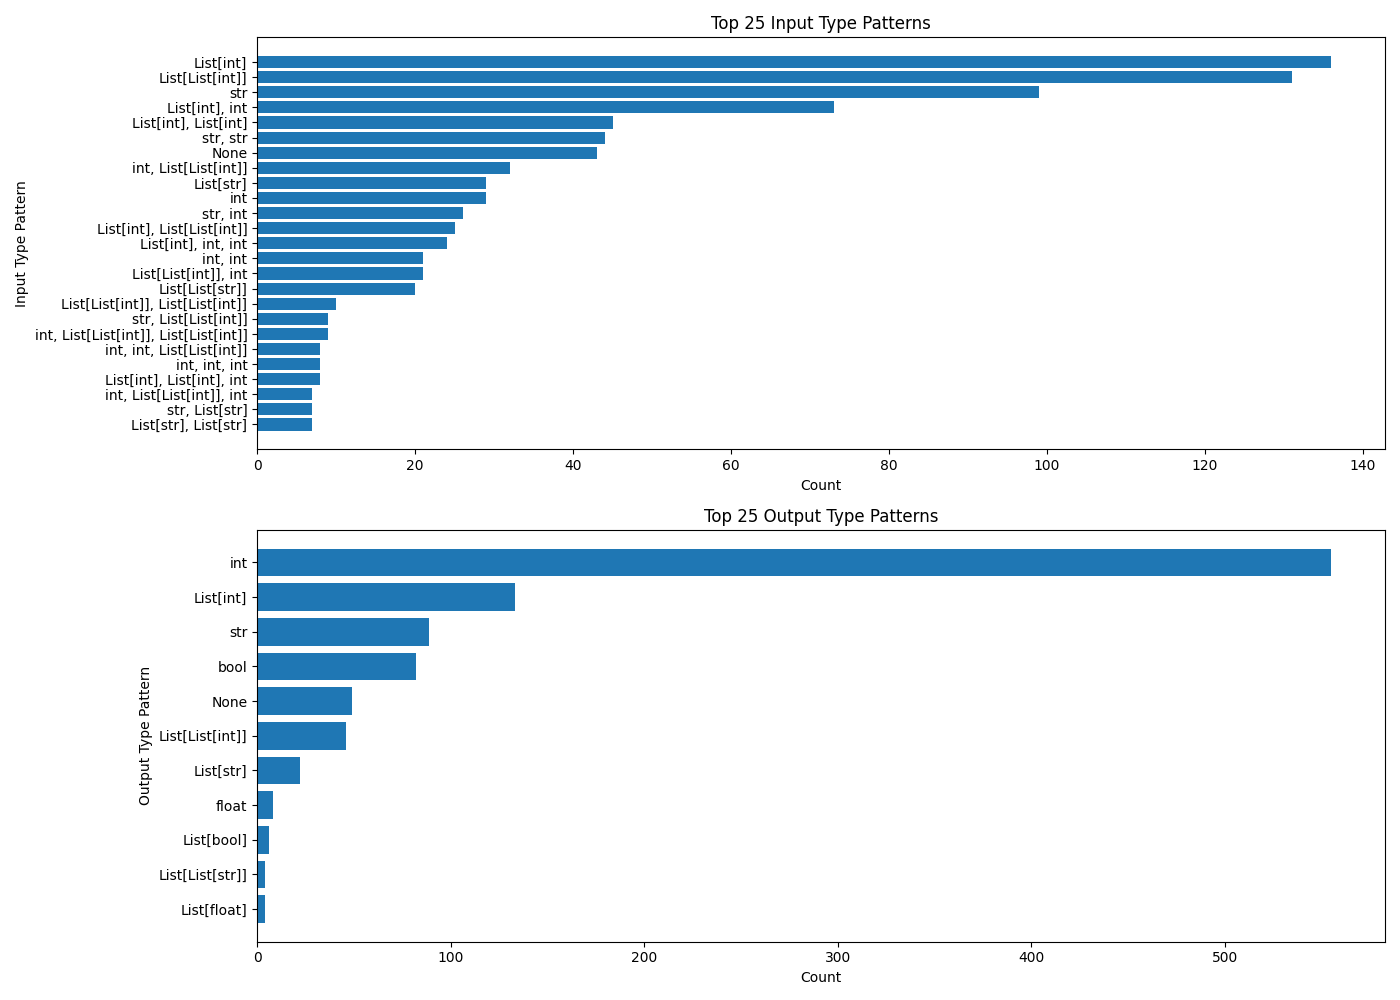 Top 25 Input Type Patterns
Input Type Pattern
List[int]
List[List[int]]
str
List[int], int
List[int], List[int]
str, str
None
int, List[List[int]]
List[str]
int
str, int
List[int], List[List[int]]
List[int], int, int
int, int
List[List[int]], int
List[List[str]]
List[List[int]], List[List[int]]
str, List[List[int]]
int, List[List[int]], List[List[int]]
int, int, List[List[int]]
int, int, int
List[int], List[int], int
int, List[List[int]], int
str, List[str]
List[str], List[str]
0 20 40 60 80 100 120 140
Count
Top 25 Output Type Patterns
Output Type Pattern
int
List[int]
str
bool
None
List[List[int]]
List[str]
float
List[bool]
List[List[str]]
List[float]
0 100 200 300 400 500
Count